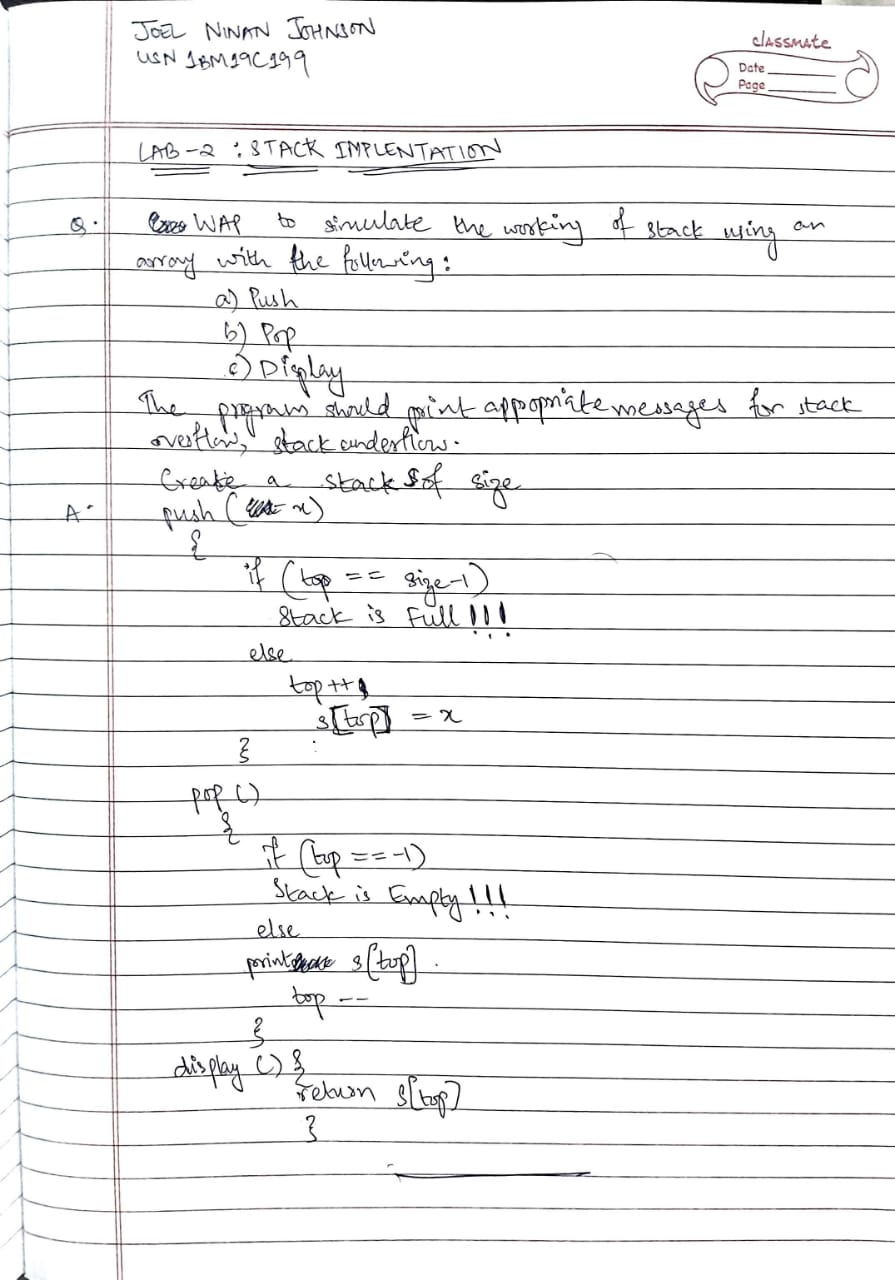 JOEL NINAN JOHNSON
USN 1BM19C199
classmate
Date
Page
LAB-2 : STACK IMPLENTATION
Q. WAP to simulate the working of stack using an
array with the following:
a) Push
b) Pop
c) Display
The program should print appropriate messages for stack
overflow, stack underflow.
Create a stack S of size
A- push ( x)
{
if (top == size-1)
Stack is Full !!!
else
top++;
s[top] = x
}
pop ()
{
if (top == -1)
Stack is Empty !!!
else
print s[top].
top --
}
display () {
return s[top]
}